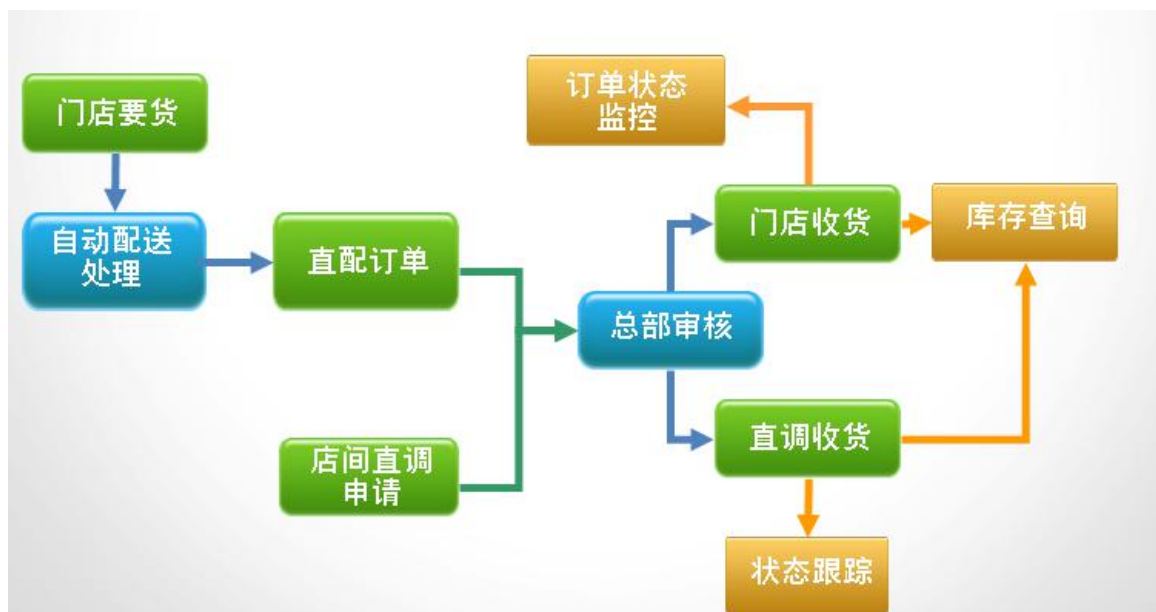 门店要货
自动配送
处理
直配订单
店间直调
申请
总部审核
订单状态
监控
门店收货
库存查询
直调收货
状态跟踪